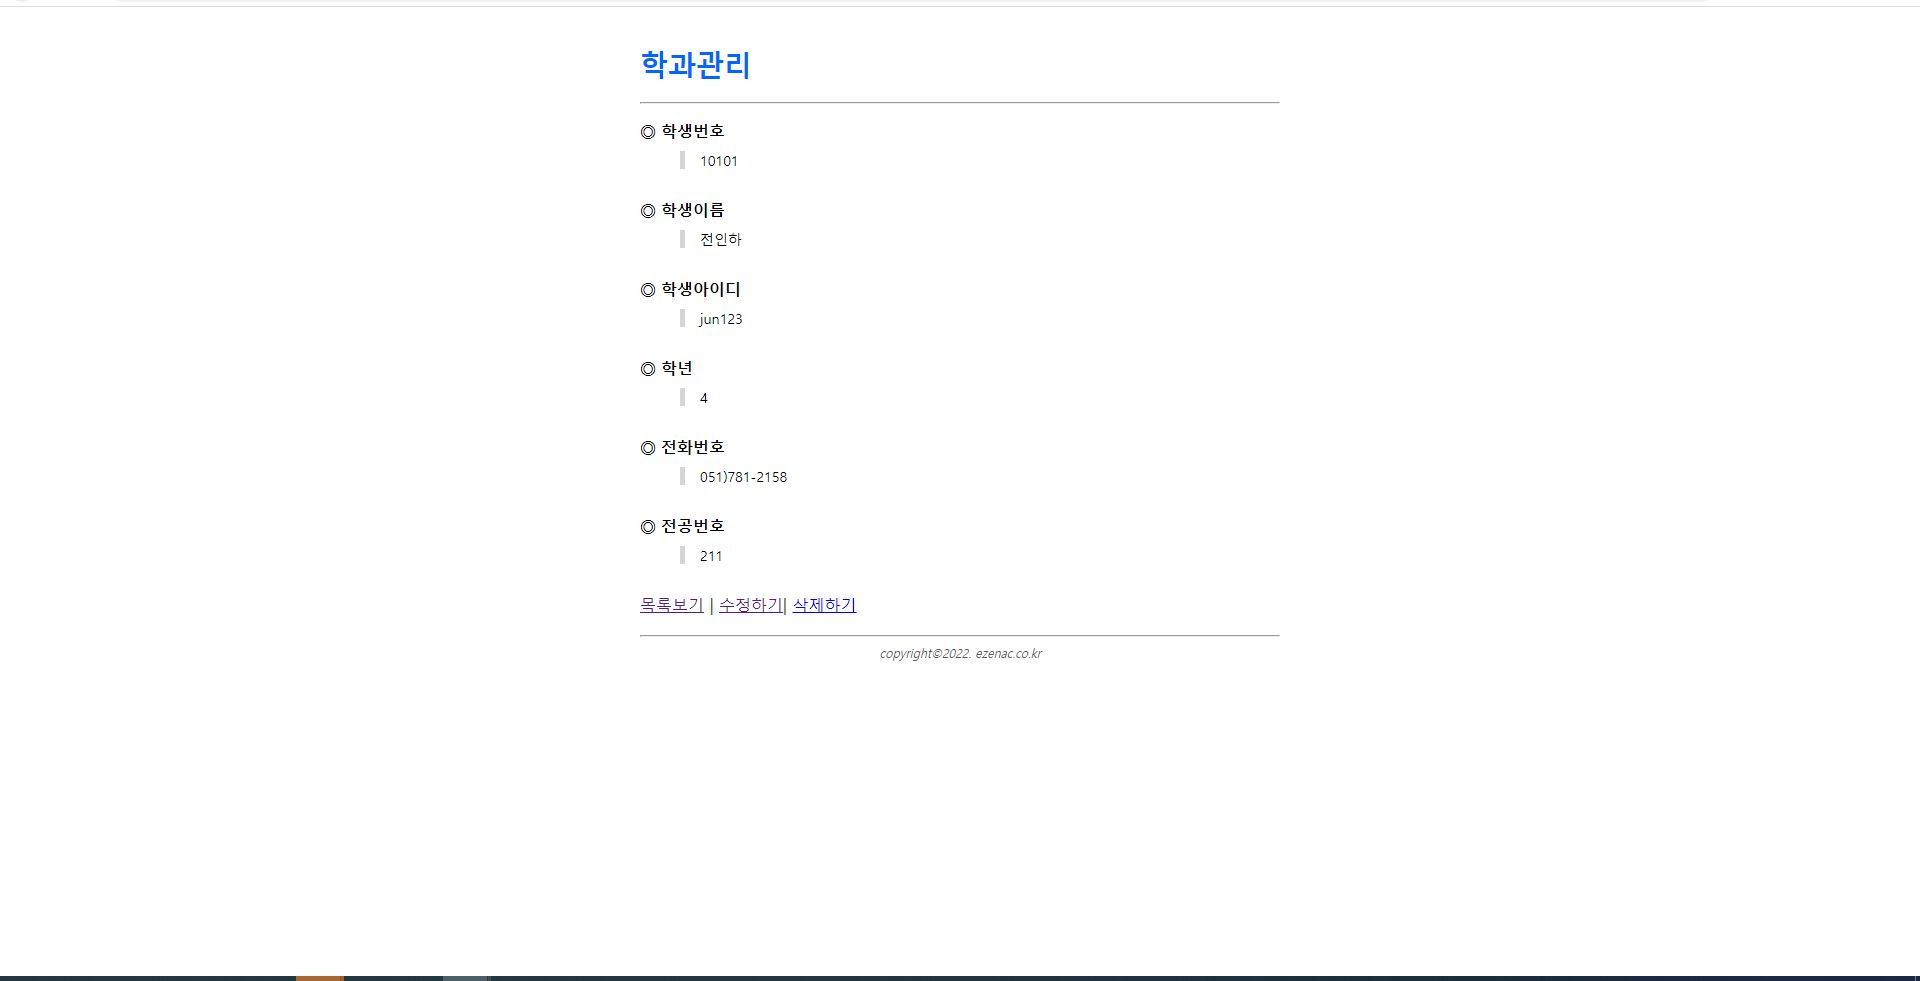 학과관리
◎ 학생번호
10101
◎ 학생이름
전인하
◎ 학생아이디
jun123
◎ 학년
4
◎ 전화번호
051)781-2158
◎ 전공번호
211
목록보기 | 수정하기| 삭제하기
copyright©2022. ezenac.co.kr